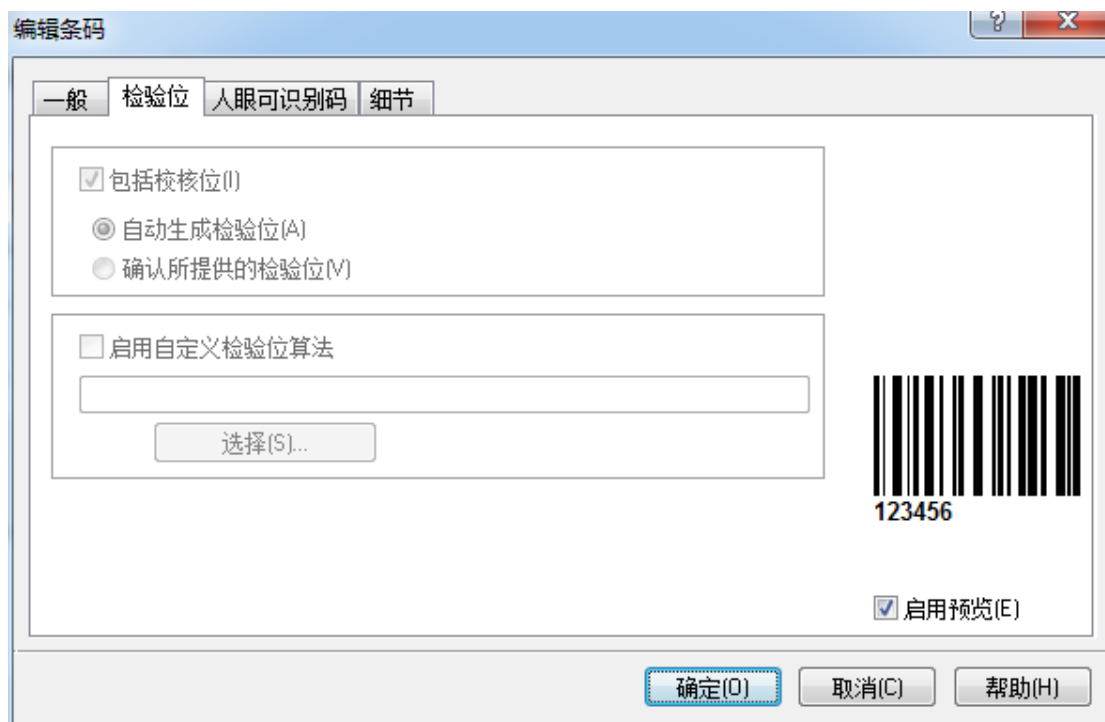 编辑条码
一般 检验位 人眼可识别码 细节
包括校核位(I)
自动生成检验位(A)
确认所提供的检验位(V)
启用自定义检验位算法
选择(S)...
123456
启用预览(E)
确定(O) 取消(C) 帮助(H)